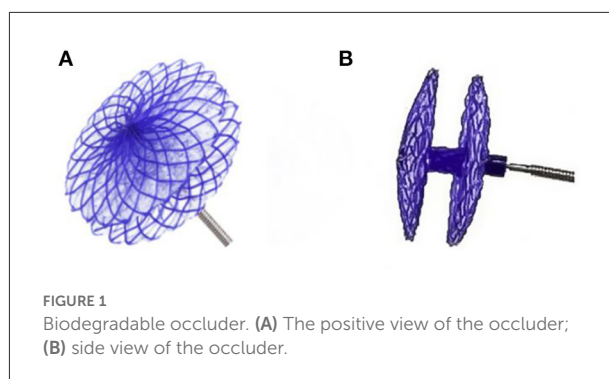 A
B
FIGURE 1
Biodegradable occluder. (A) The positive view of the occluder;
(B) side view of the occluder.